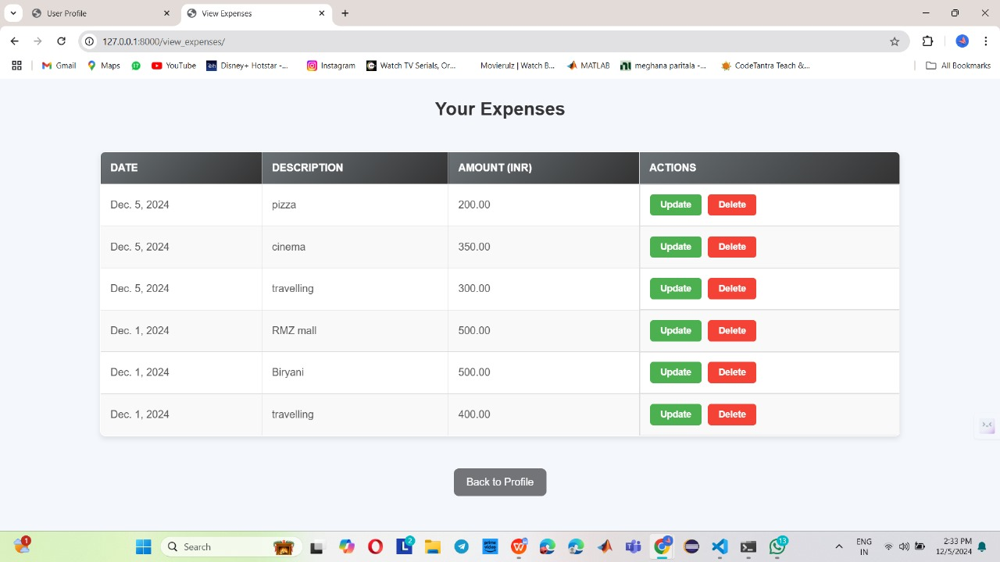 User Profile View Expenses
127.0.0.1:8000/view_expenses/
Gmail Maps 17 YouTube Disney+ Hotstar -... Instagram Watch TV Serials, Or... Movierulz | Watch B... MATLAB meghana paritala -... CodeTantra Teach &... All Bookmarks
Your Expenses
DATE DESCRIPTION AMOUNT (INR) ACTIONS
Dec. 5, 2024 pizza 200.00 Update Delete
Dec. 5, 2024 cinema 350.00 Update Delete
Dec. 5, 2024 travelling 300.00 Update Delete
Dec. 1, 2024 RMZ mall 500.00 Update Delete
Dec. 1, 2024 Biryani 500.00 Update Delete
Dec. 1, 2024 travelling 400.00 Update Delete
Back to Profile
1 Search 2 prime video 13 ENG 2:33 PM
IN 12/5/2024